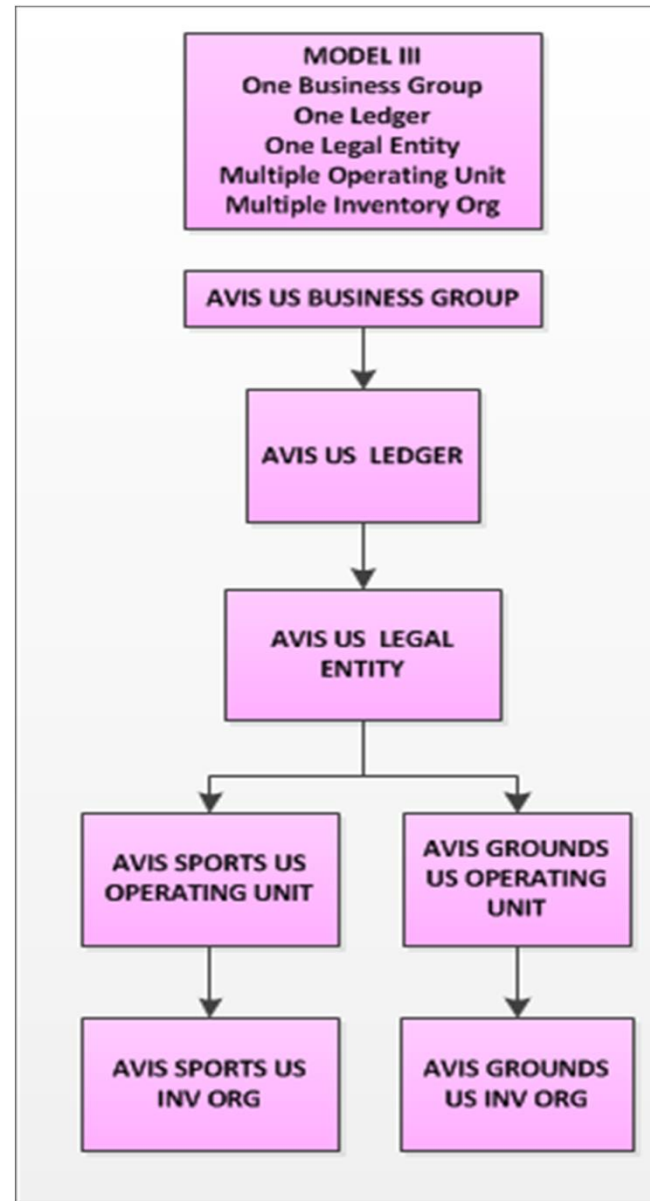 MODEL III
One Business Group
One Ledger
One Legal Entity
Multiple Operating Unit
Multiple Inventory Org
AVIS US BUSINESS GROUP
AVIS US LEDGER
AVIS US LEGAL
ENTITY
AVIS SPORTS US
OPERATING UNIT
AVIS GROUNDS
US OPERATING
UNIT
AVIS SPORTS US
INV ORG
AVIS GROUNDS
US INV ORG